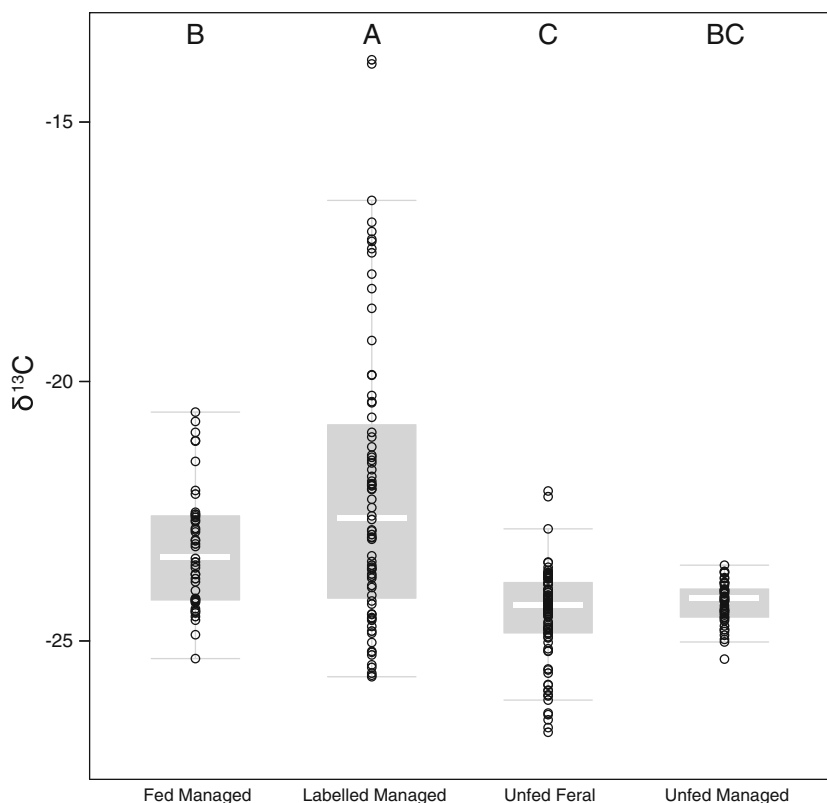 B A C BC
-15
δ¹³C
-20
-25
Fed Managed Labelled Managed Unfed Feral Unfed Managed